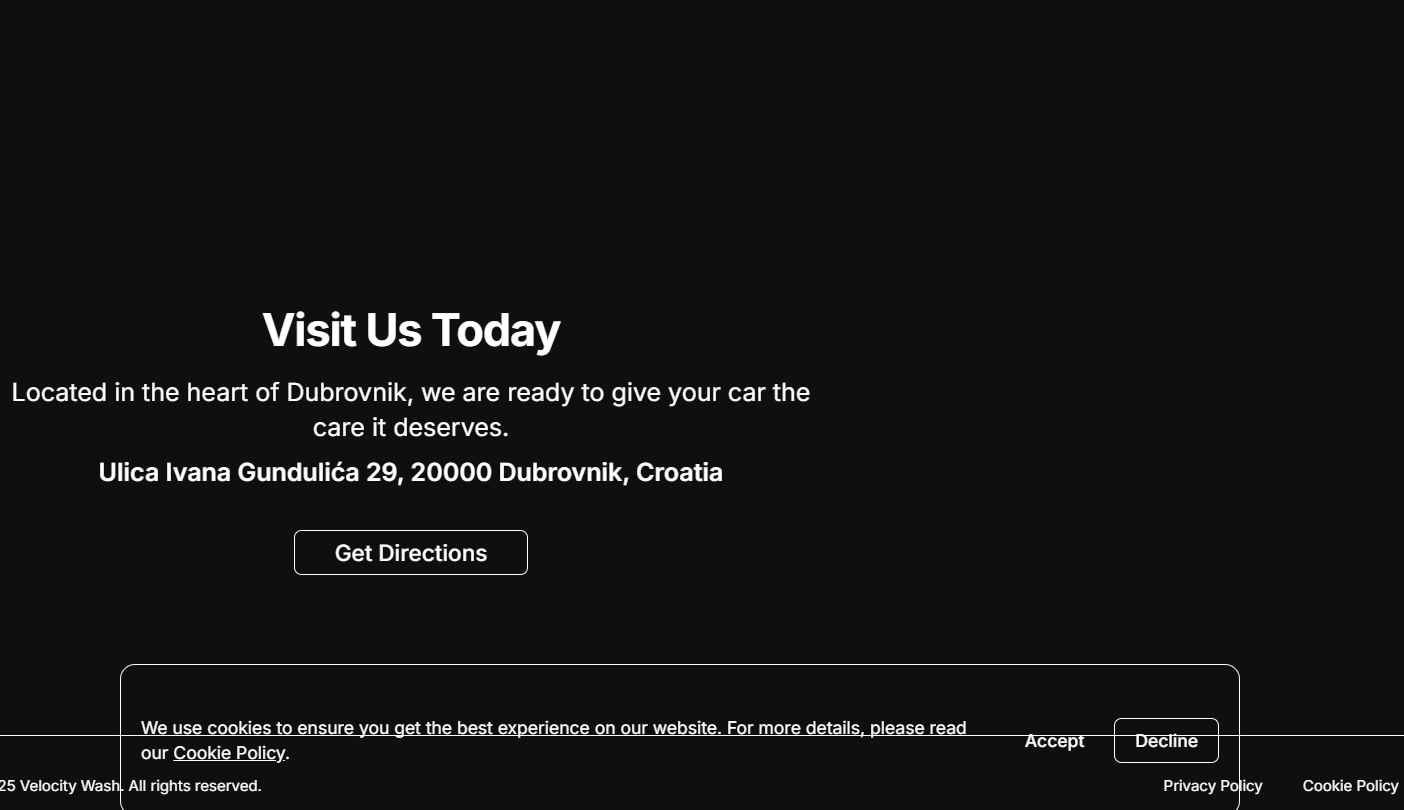 Visit Us Today
Located in the heart of Dubrovnik, we are ready to give your car the
care it deserves.
Ulica Ivana Gundulića 29, 20000 Dubrovnik, Croatia
Get Directions
We use cookies to ensure you get the best experience on our website. For more details, please read
our Cookie Policy.
Accept
Decline
25 Velocity Wash. All rights reserved.
Privacy Policy
Cookie Policy